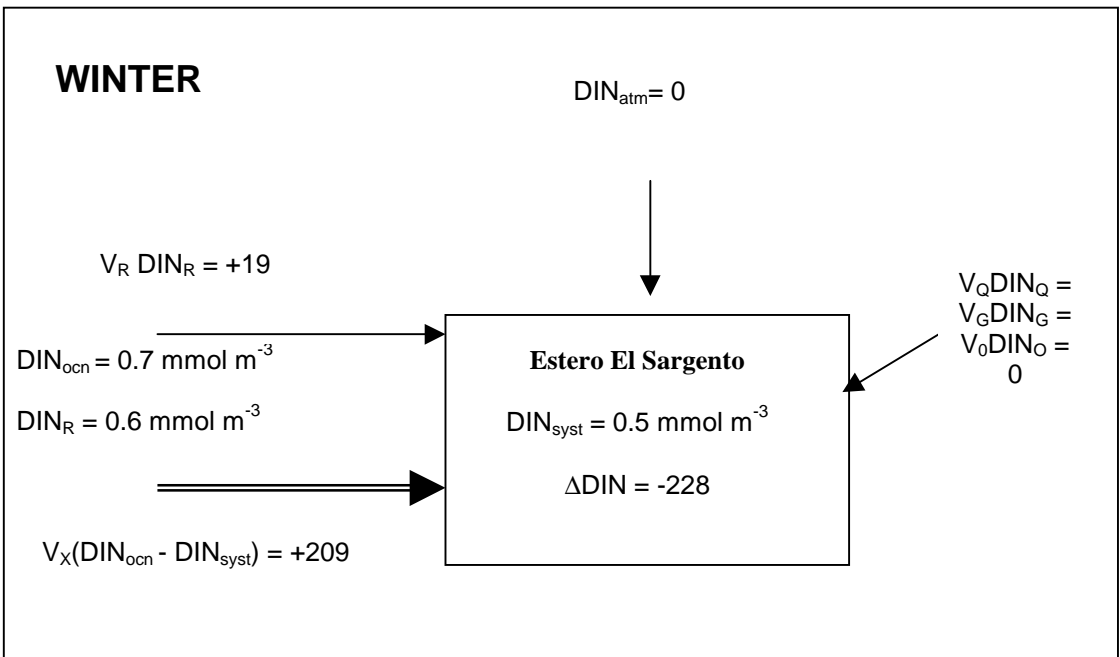 WINTER
DINatm= 0
VR DINR = +19
DINocn = 0.7 mmol m-3
DINR = 0.6 mmol m-3
VX(DINocn - DINsyst) = +209
Estero El Sargento
DINsyst = 0.5 mmol m-3
∆DIN = -228
VQDINQ =
VGDING =
V0DINO =
0